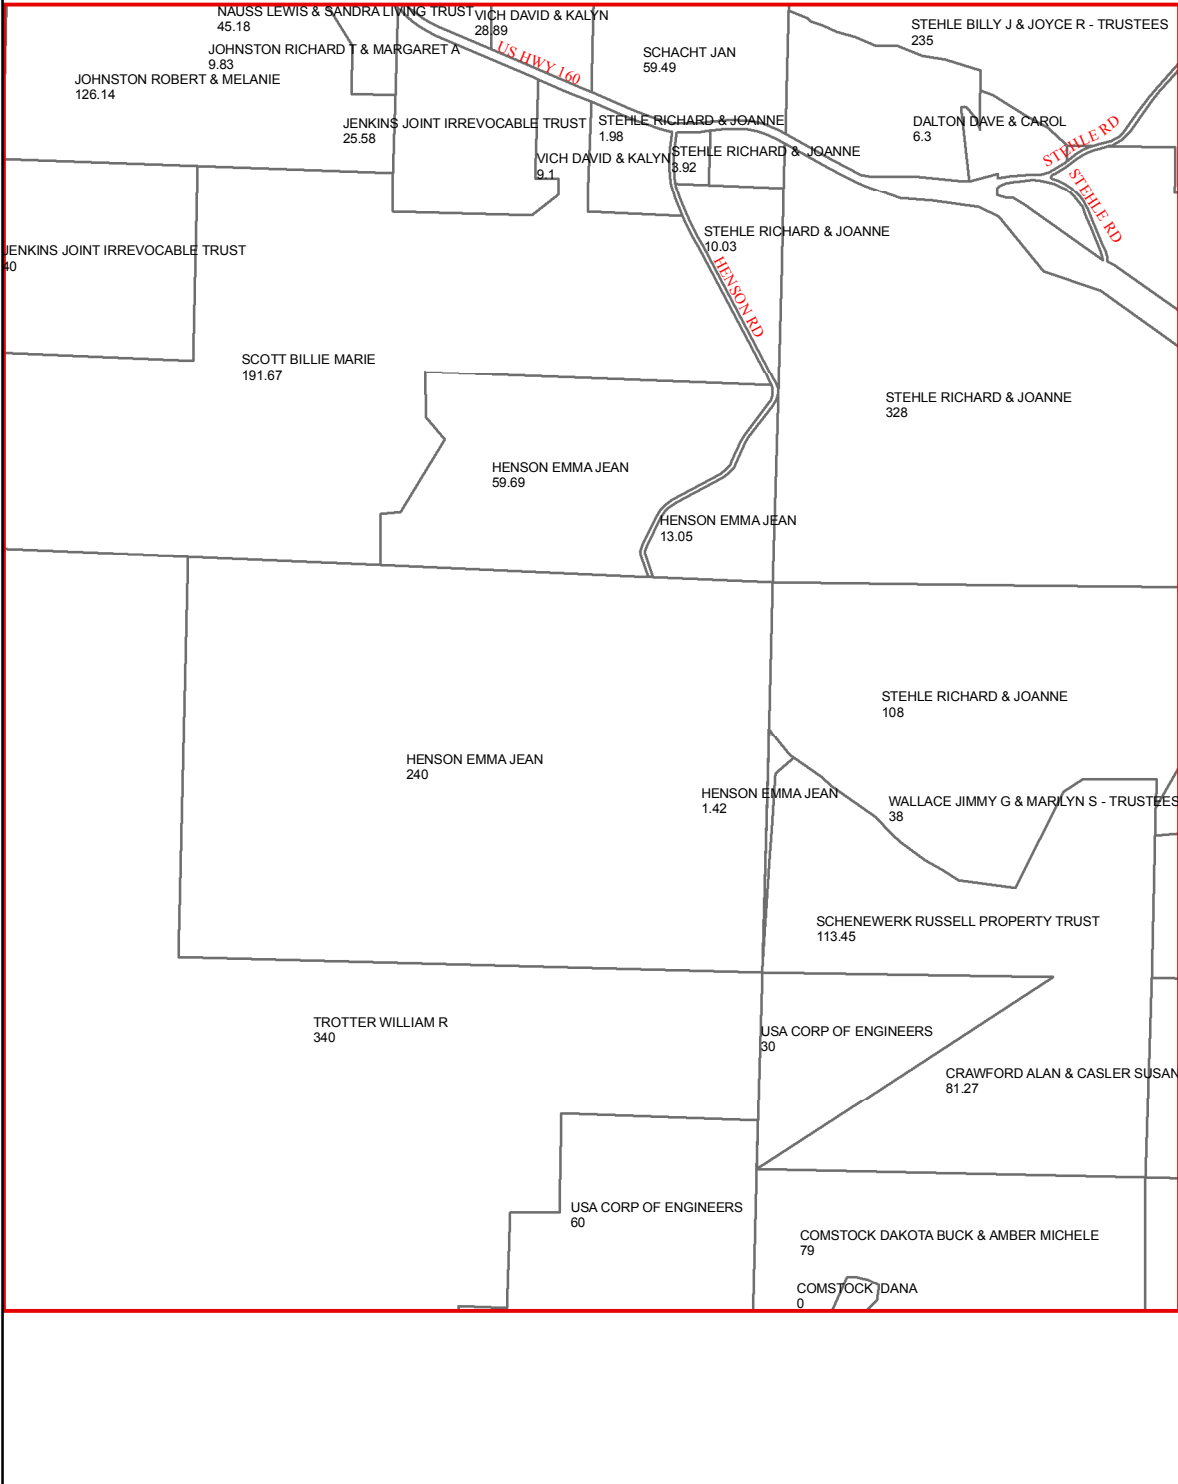 NAUSS LEWIS & SANDRA LIVING TRUST
45.18
VICH DAVID & KALYN
28.89
STEHLE BILLY J & JOYCE R - TRUSTEES
235
JOHNSTON RICHARD T & MARGARET A
9.83
US HWY 160
SCHACHT JAN
59.49
JOHNSTON ROBERT & MELANIE
126.14
JENKINS JOINT IRREVOCABLE TRUST
25.58
STEHLE RICHARD & JOANNE
1.98
DALTON DAVE & CAROL
6.3
STEHLE RD
VICH DAVID & KALYN
9.1
STEHLE RICHARD & JOANNE
3.92
STEHLE RD
JENKINS JOINT IRREVOCABLE TRUST
40
STEHLE RICHARD & JOANNE
10.03
HENSON RD
SCOTT BILLIE MARIE
191.67
STEHLE RICHARD & JOANNE
328
HENSON EMMA JEAN
59.69
HENSON EMMA JEAN
13.05
STEHLE RICHARD & JOANNE
108
HENSON EMMA JEAN
240
HENSON EMMA JEAN
1.42
WALLACE JIMMY G & MARILYN S - TRUSTEES
38
SCHENEWERK RUSSELL PROPERTY TRUST
113.45
TROTTER WILLIAM R
340
USA CORP OF ENGINEERS
30
CRAWFORD ALAN & CASLER SUSAN
81.27
USA CORP OF ENGINEERS
60
COMSTOCK DAKOTA BUCK & AMBER MICHELE
79
COMSTOCK DANA
0